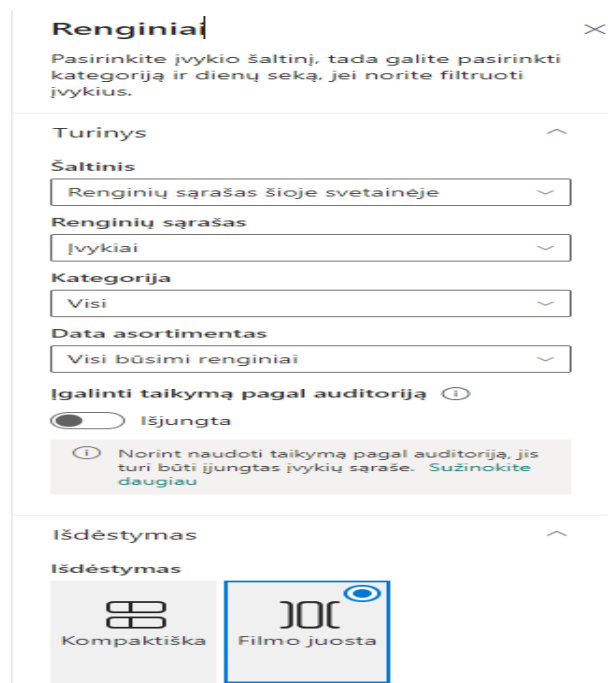 Renginiai
Pasirinkite įvykio šaltinį, tada galite pasirinkti
kategoriją ir dienų seką, jei norite filtruoti
įvykius.
Turinys
Šaltinis
Renginių sąrašas šioje svetainėje
Renginių sąrašas
Įvykiai
Kategorija
Visi
Data asortimentas
Visi būsimi renginiai
Įgalinti taikymą pagal auditoriją
Išjungta
Norint naudoti taikymą pagal auditoriją, jis
turi būti įjungtas įvykių sąraše. Sužinokite
daugiau
Išdėstymas
Išdėstymas
Kompaktiška
Filmo juosta